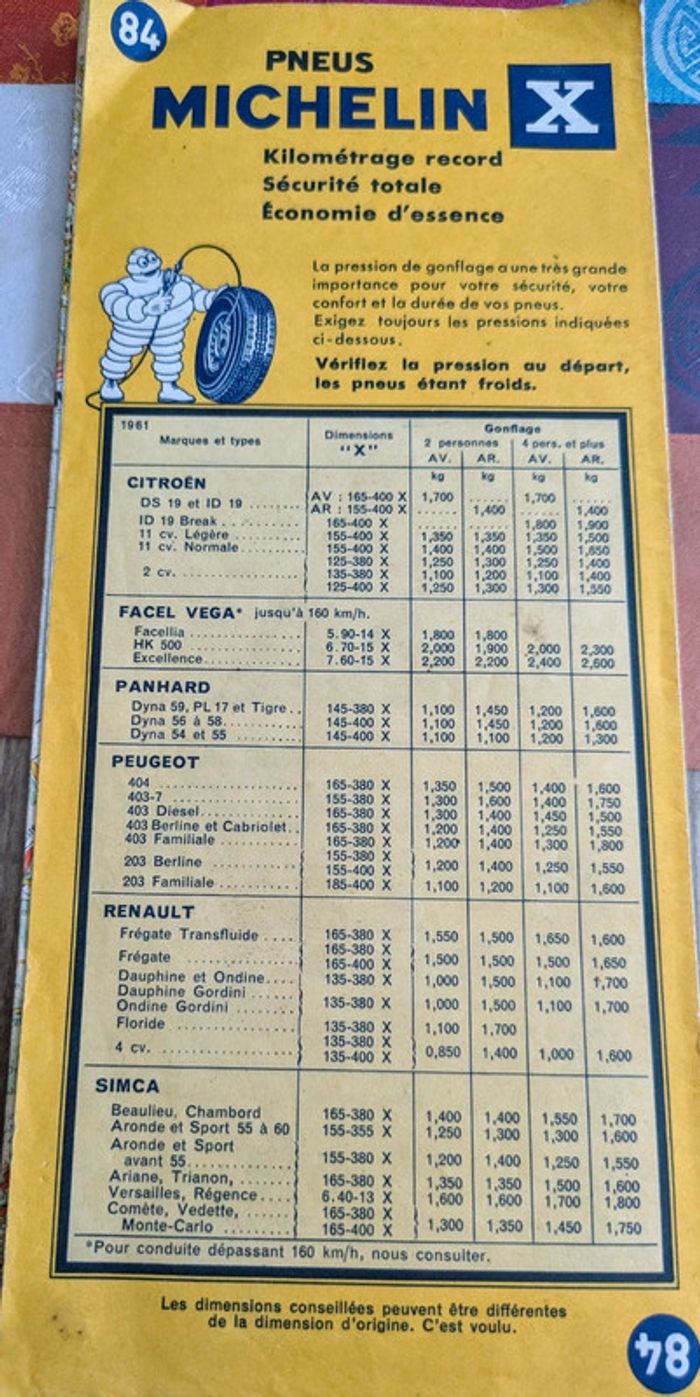 84
PNEUS
MICHELIN X
Kilométrage record
Sécurité totale
Économie d'essence
La pression de gonflage a une très grande
importance pour votre sécurité, votre
confort et la durée de vos pneus.
Exigez toujours les pressions indiquées
ci-dessous.
Vérifiez la pression au départ,
les pneus étant froids.
1961
Marques et types Dimensions "X" Gonflage
2 personnes 4 pers. et plus
AV. AR. AV. AR.
kg kg kg kg
CITROËN
DS 19 et ID 19 ........ AV : 165-400 X 1,700 ...... 1,700 ......
AR : 155-400 X ...... 1,400 ...... 1,400
ID 19 Break ........... 165-400 X ...... ...... 1,800 1,900
11 cv. Légère ......... 155-400 X 1,350 1,350 1,350 1,500
11 cv. Normale ......... 155-400 X 1,400 1,400 1,500 1,650
2 cv. ................. 125-380 X 1,250 1,300 1,250 1,400
135-380 X 1,100 1,200 1,100 1,400
125-400 X 1,250 1,300 1,300 1,550
FACEL VEGA* jusqu'à 160 km/h.
Facellia ............... 5.90-14 X 1,800 1,800
HK 500 ................ 6.70-15 X 2,000 1,900 2,000 2,300
Excellence .............. 7.60-15 X 2,200 2,200 2,400 2,600
PANHARD
Dyna 59, PL 17 et Tigre .. 145-380 X 1,100 1,450 1,200 1,600
Dyna 56 à 58 ............ 145-400 X 1,100 1,450 1,200 1,600
Dyna 54 et 55 .......... 145-400 X 1,100 1,100 1,200 1,300
PEUGEOT
404 .................... 165-380 X 1,350 1,500 1,400 1,600
403-7 .................. 155-380 X 1,300 1,600 1,400 1,750
403 Diesel .............. 165-380 X 1,300 1,400 1,450 1,500
403 Berline et Cabriolet .. 165-380 X 1,200 1,400 1,250 1,550
403 Familiale ........... 165-380 X 1,200 1,400 1,300 1,800
203 Berline ............ 155-380 X
155-400 X 1,200 1,400 1,250 1,550
203 Familiale ........... 185-400 X 1,100 1,200 1,100 1,600
RENAULT
Frégate Transfluide .... 165-380 X 1,550 1,500 1,650 1,600
Frégate ................ 165-380 X
165-400 X 1,500 1,500 1,500 1,650
Dauphine et Ondine .... 135-380 X 1,000 1,500 1,100 1,700
Dauphine Gordini ......
Ondine Gordini ........ 135-380 X 1,000 1,500 1,100 1,700
Floride ................ 135-380 X 1,100 1,700
4 cv. .................. 135-380 X
135-400 X 0,850 1,400 1,000 1,600
SIMCA
Beaulieu, Chambord 165-380 X 1,400 1,400 1,550 1,700
Aronde et Sport 55 à 60 155-355 X 1,250 1,300 1,300 1,600
Aronde et Sport
avant 55 .............. 155-380 X 1,200 1,400 1,250 1,550
Ariane, Trianon, ....... 165-380 X 1,350 1,350 1,500 1,600
Versailles, Régence .... 6.40-13 X 1,600 1,600 1,700 1,800
Comète, Vedette, ...... 165-380 X
Monte-Carlo ......... 165-400 X 1,300 1,350 1,450 1,750
*Pour conduite dépassant 160 km/h, nous consulter.
Les dimensions conseillées peuvent être différentes
de la dimension d'origine. C'est voulu.
84